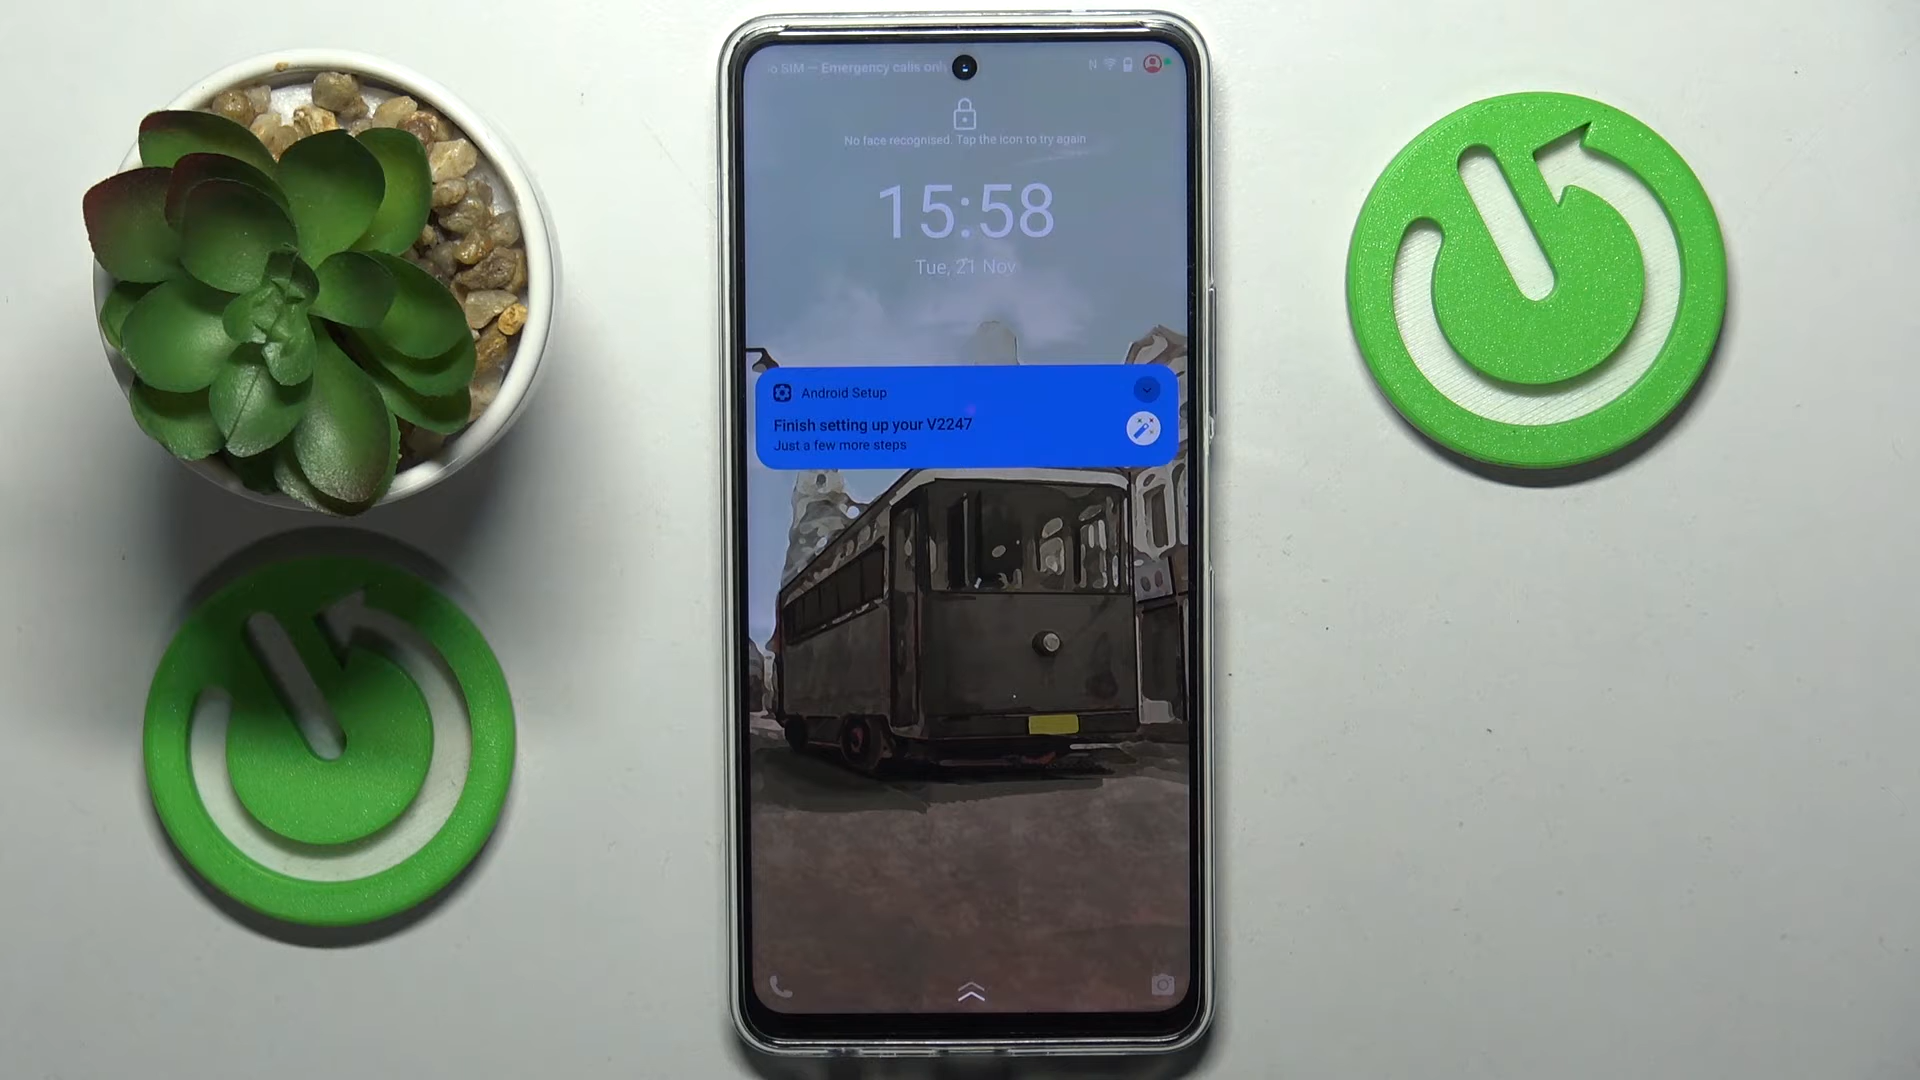 o SIM — Emergency calls onl
No face recognised. Tap the icon to try again
15:58
Tue, 21 Nov
Android Setup
Finish setting up your V2247
Just a few more steps